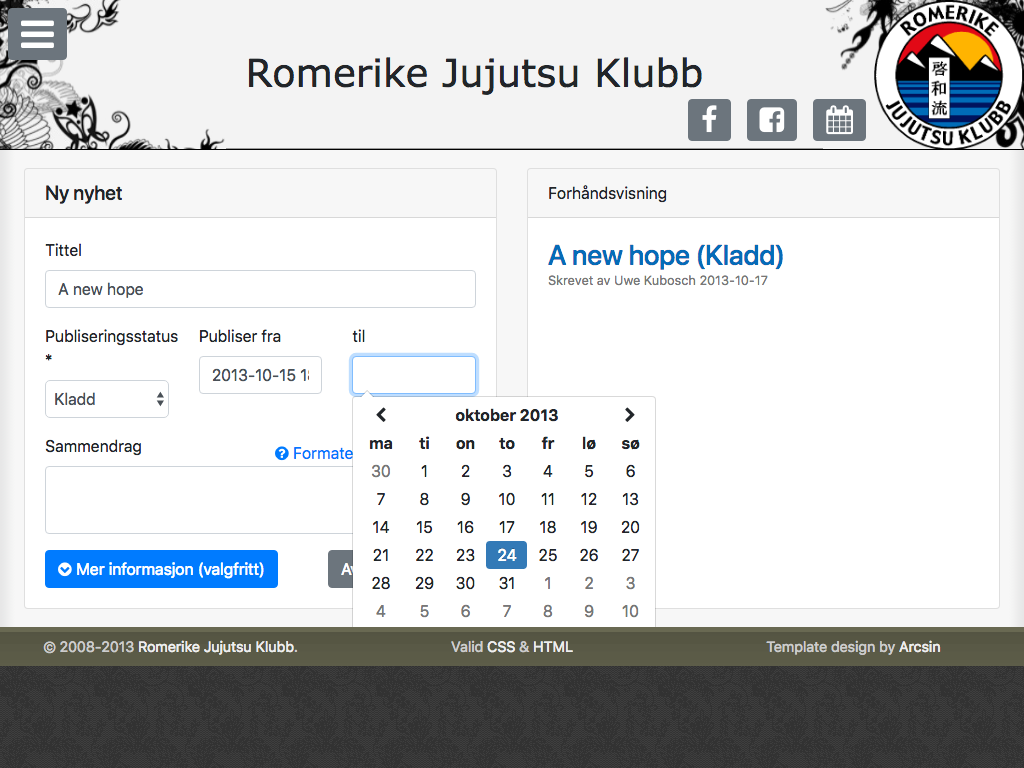 Romerike Jujutsu Klubb
ROMERIKE
啓和流
JUJUTSU KLUBB
Ny nyhet
Tittel
A new hope
Publiseringsstatus
*
Publiser fra
til
Kladd
2013-10-15 18
Sammendrag
Formate
Mer informasjon (valgfritt)
oktober 2013
ma ti on to fr lø sø
30 1 2 3 4 5 6
7 8 9 10 11 12 13
14 15 16 17 18 19 20
21 22 23 24 25 26 27
28 29 30 31 1 2 3
4 5 6 7 8 9 10
Forhåndsvisning
A new hope (Kladd)
Skrevet av Uwe Kubosch 2013-10-17
© 2008-2013 Romerike Jujutsu Klubb.
Valid CSS & HTML
Template design by Arcsin